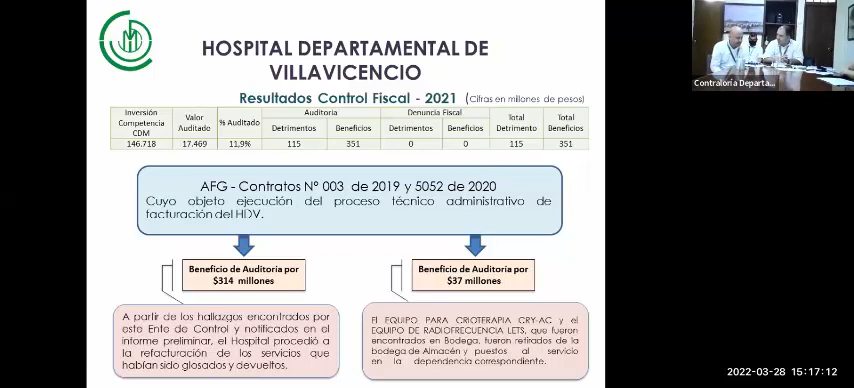 HOSPITAL DEPARTAMENTAL DE
VILLAVICENCIO
Resultados Control Fiscal - 2021 (Cifras en millones de pesos)
Inversión Competencia CDM Valor Auditado % Auditado Auditoria Denuncia Fiscal Total Detrimento Total Beneficios
Detrimentos Beneficios Detrimentos Beneficios
146.718 17.469 11,9% 115 351 0 0 115 351
AFG - Contratos N° 003 de 2019 y 5052 de 2020
Cuyo objeto ejecución del proceso técnico administrativo de
facturación del HDV.
Beneficio de Auditoría por
$314 millones
A partir de los hallazgos encontrados por
este Ente de Control y notificados en el
informe preliminar, el Hospital procedió a
la refacturación de los servicios que
habían sido glosados y devueltos.
Beneficio de Auditoría por
$37 millones
El EQUIPO PARA CRIOTERAPIA CRY-AC y el
EQUIPO DE RADIOFRECUENCIA LETS, que fueron
encontrados en Bodega, fueron retirados de la
bodega de Almacén y puestos al servicio
en la dependencia correspondiente.
Contraloría Departa...
2022-03-28 15:17:12